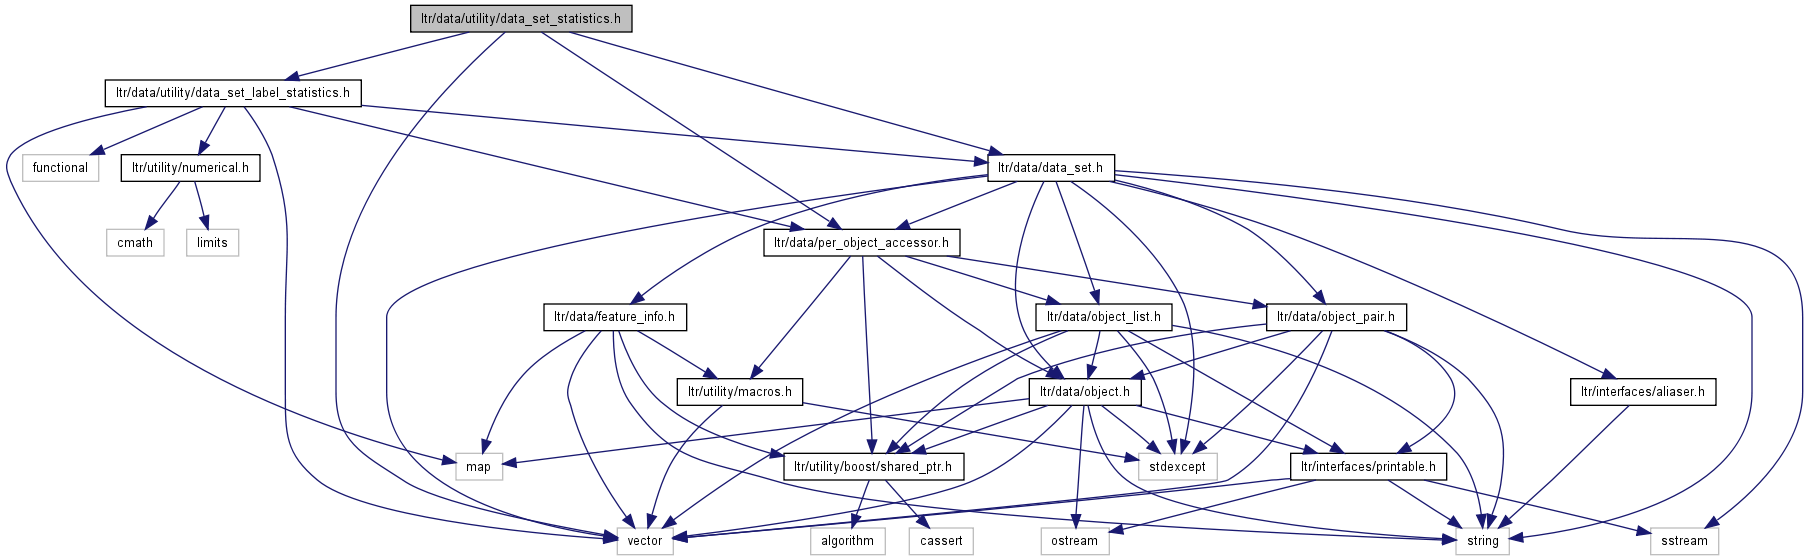 ltr/data/utility/data_set_statistics.h
ltr/data/utility/data_set_label_statistics.h
functional
ltr/utility/numerical.h
ltr/data/data_set.h
cmath
limits
ltr/data/per_object_accessor.h
ltr/data/feature_info.h
ltr/data/object_list.h
ltr/data/object_pair.h
ltr/utility/macros.h
ltr/data/object.h
ltr/interfaces/aliaser.h
map
ltr/utility/boost/shared_ptr.h
stdexcept
ltr/interfaces/printable.h
vector
algorithm
cassert
ostream
string
sstream